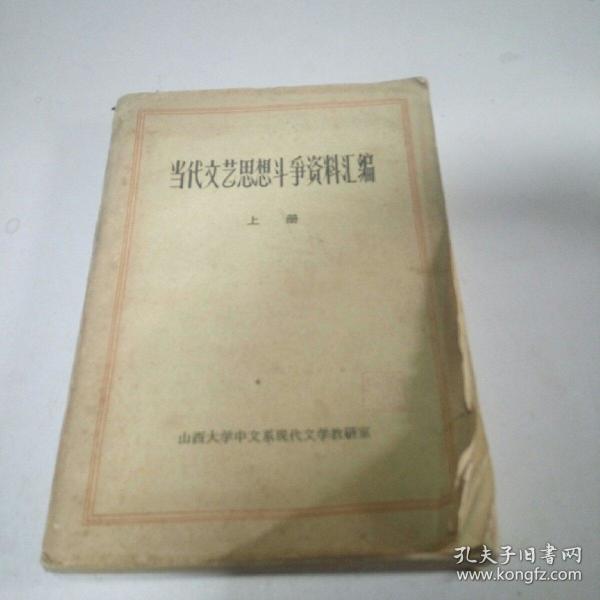 当代文艺思想斗争资料汇编
上册
山西大学中文系现代文学教研室
孔夫子旧书网
www.kongfz.com